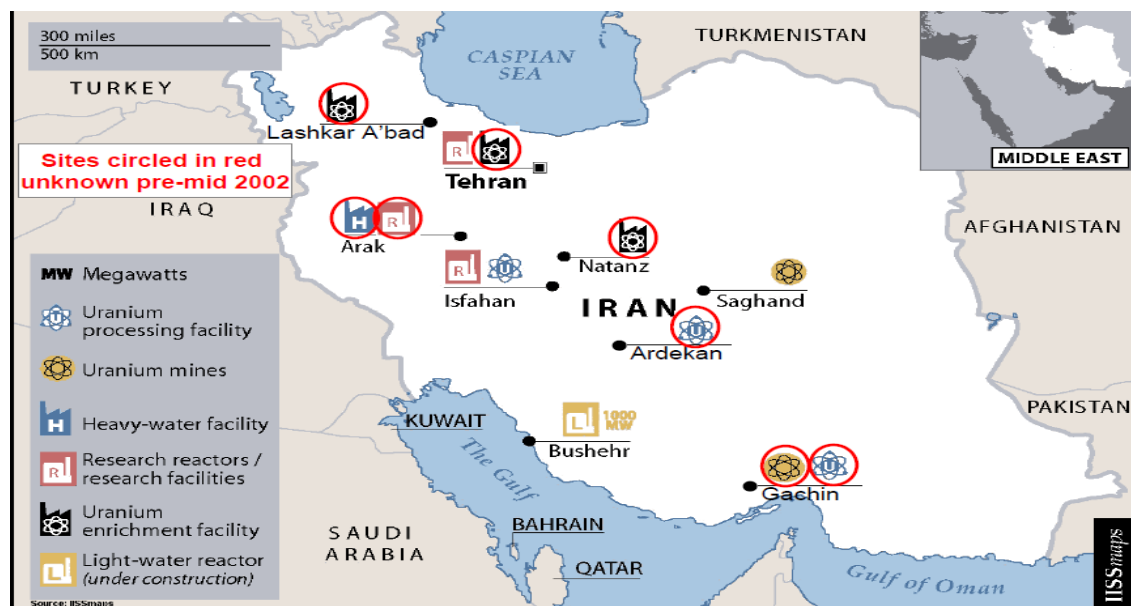 300 miles
500 km
TURKEY
CASPIAN
SEA
TURKMENISTAN
MIDDLE EAST
Lashkar A'bad
R
Tehran
Sites circled in red
unknown pre-mid 2002
IRAQ
AFGHANISTAN
H R
Arak
Natanz
R U
Isfahan
Saghand
IRAN
U
Ardekan
MW Megawatts
U Uranium
processing facility
Uranium mines
H Heavy-water facility
R Research reactors /
research facilities
Uranium
enrichment facility
L Light-water reactor
(under construction)
KUWAIT
The Gulf
L 1000
MW
Bushehr
PAKISTAN
U
Gachin
SAUDI
ARABIA
BAHRAIN
QATAR
Gulf of Oman
IISSmaps
Source: IISSmaps